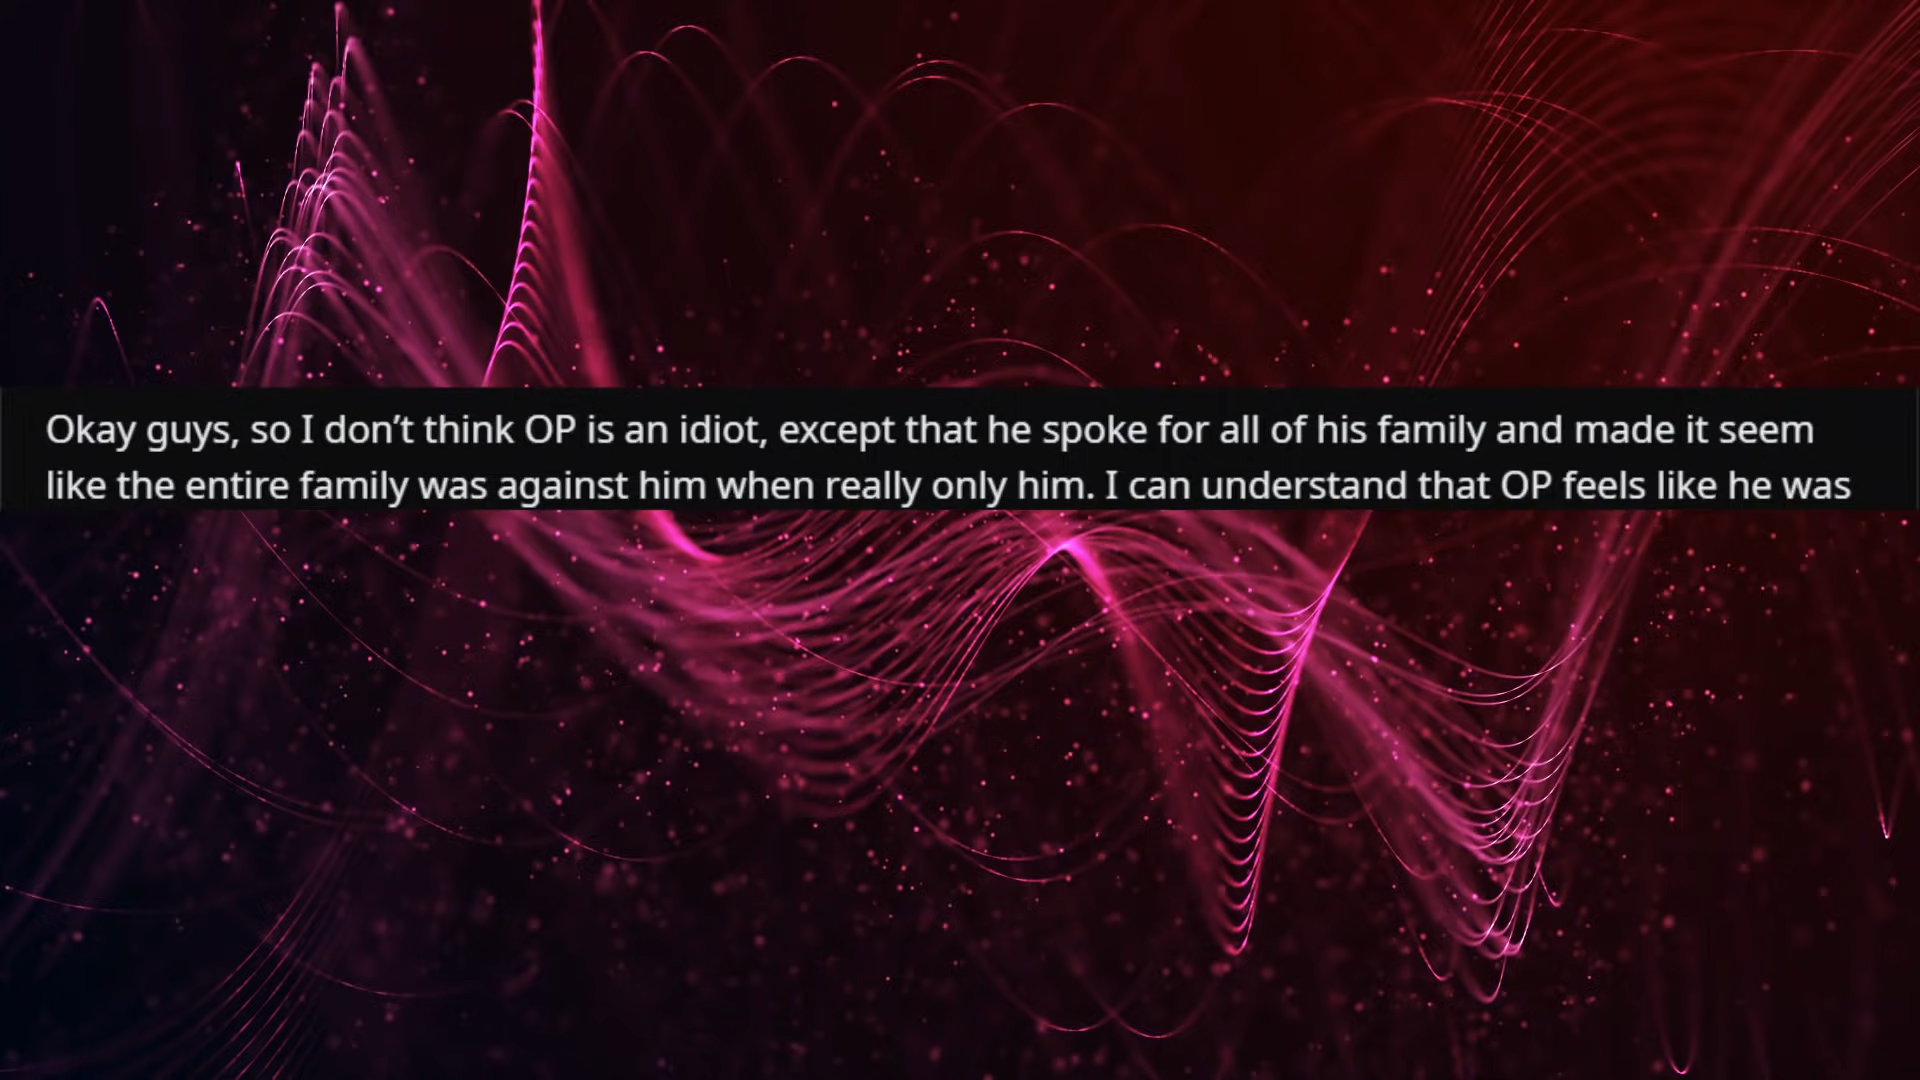 Okay guys, so I don’t think OP is an idiot, except that he spoke for all of his family and made it seem
like the entire family was against him when really only him. I can understand that OP feels like he was